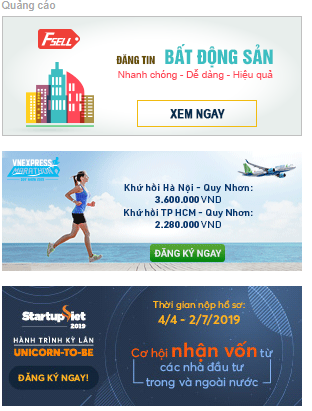 Quảng cáo
FSELL
ĐĂNG TIN BẤT ĐỘNG SẢN
Nhanh chóng - Dễ dàng - Hiệu quả
XEM NGAY
VNEXPRESS
MARATHON
Khứ hồi Hà Nội - Quy Nhơn:
3.600.000 VND
Khứ hồi TP HCM - Quy Nhơn:
2.280.000 VND
ĐĂNG KÝ NGAY
Startup Việt
2019
HÀNH TRÌNH KỲ LÂN
UNICORN-TO-BE
ĐĂNG KÝ NGAY!
Thời gian nộp hồ sơ:
4/4 - 2/7/2019
Cơ hội nhận vốn từ
các nhà đầu tư
trong và ngoài nước